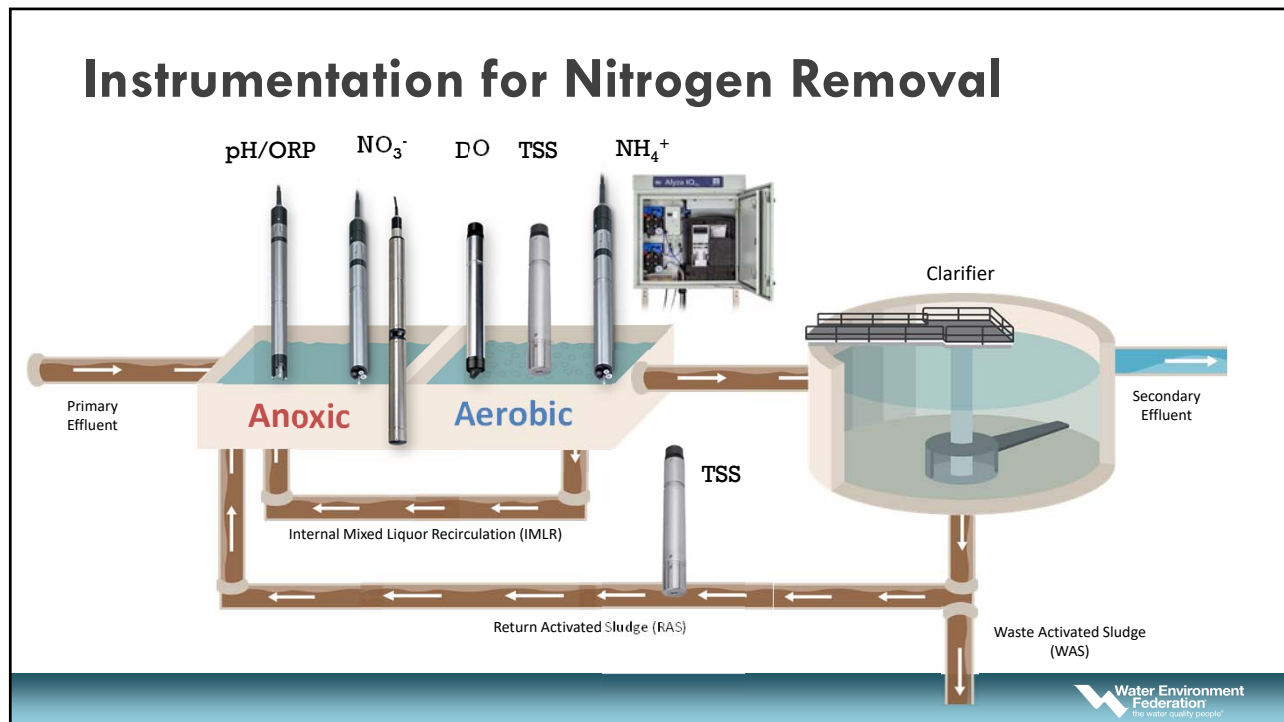 Instrumentation for Nitrogen Removal
pH/ORP
NO₃⁻
DO
TSS
NH₄⁺
Alyza IQ
Clarifier
Primary
Effluent
Anoxic
Aerobic
Secondary
Effluent
TSS
Internal Mixed Liquor Recirculation (IMLR)
Return Activated Sludge (RAS)
Waste Activated Sludge
(WAS)
Water Environment
Federation
the water quality people®